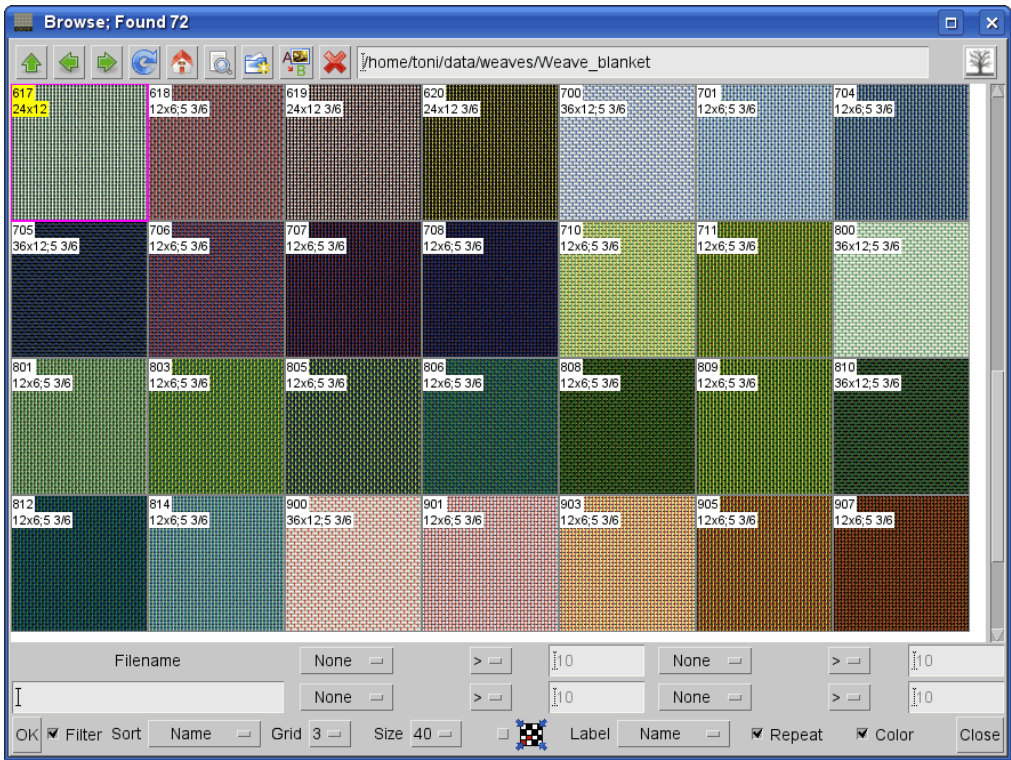 Browse; Found 72
/home/toni/data/weaves/Weave_blanket
617 618 619 620 700 701 704
24x12 12x6;5 3/6 24x12 3/6 24x12 3/6 36x12;5 3/6 12x6;5 3/6 12x6;5 3/6
705 706 707 708 710 711 800
36x12;5 3/6 12x6;5 3/6 12x6;5 3/6 12x6;5 3/6 12x6;5 3/6 12x6;5 3/6 36x12;5 3/6
801 803 805 806 808 809 810
12x6;5 3/6 12x6;5 3/6 12x6;5 3/6 12x6;5 3/6 12x6;5 3/6 12x6;5 3/6 36x12;5 3/6
812 814 900 901 903 905 907
12x6;5 3/6 12x6;5 3/6 36x12;5 3/6 12x6;5 3/6 12x6;5 3/6 12x6;5 3/6 12x6;5 3/6
Filename None > 10 None > 10
None > 10 None > 10
OK Filter Sort Name Grid 3 Size 40 Label Name Repeat Color Close